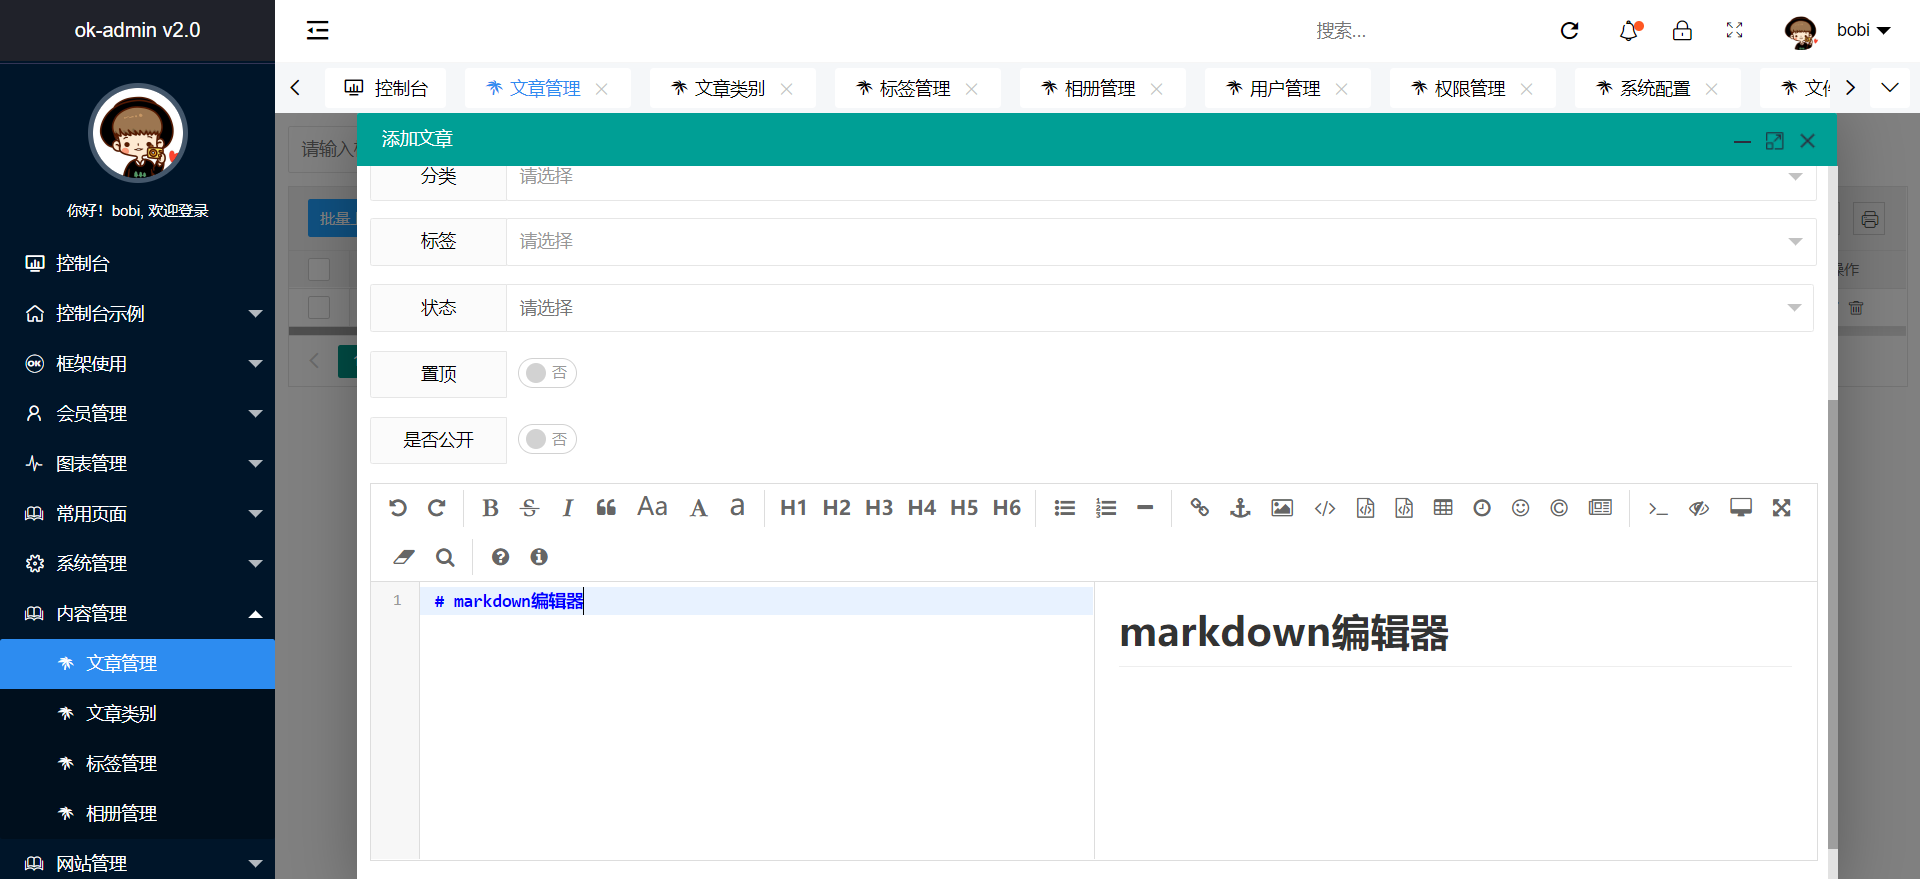 ok-admin v2.0
搜索...
bobi
控制台
文章管理
文章类别
标签管理
相册管理
用户管理
权限管理
系统配置
你好！bobi, 欢迎登录
控制台
控制台示例
框架使用
会员管理
图表管理
常用页面
系统管理
内容管理
文章管理
文章类别
标签管理
相册管理
网站管理
请输入
批量
添加文章
分类
请选择
标签
请选择
状态
请选择
置顶
否
是否公开
否
B S I Aa A a H1 H2 H3 H4 H5 H6
1
# markdown编辑器
markdown编辑器